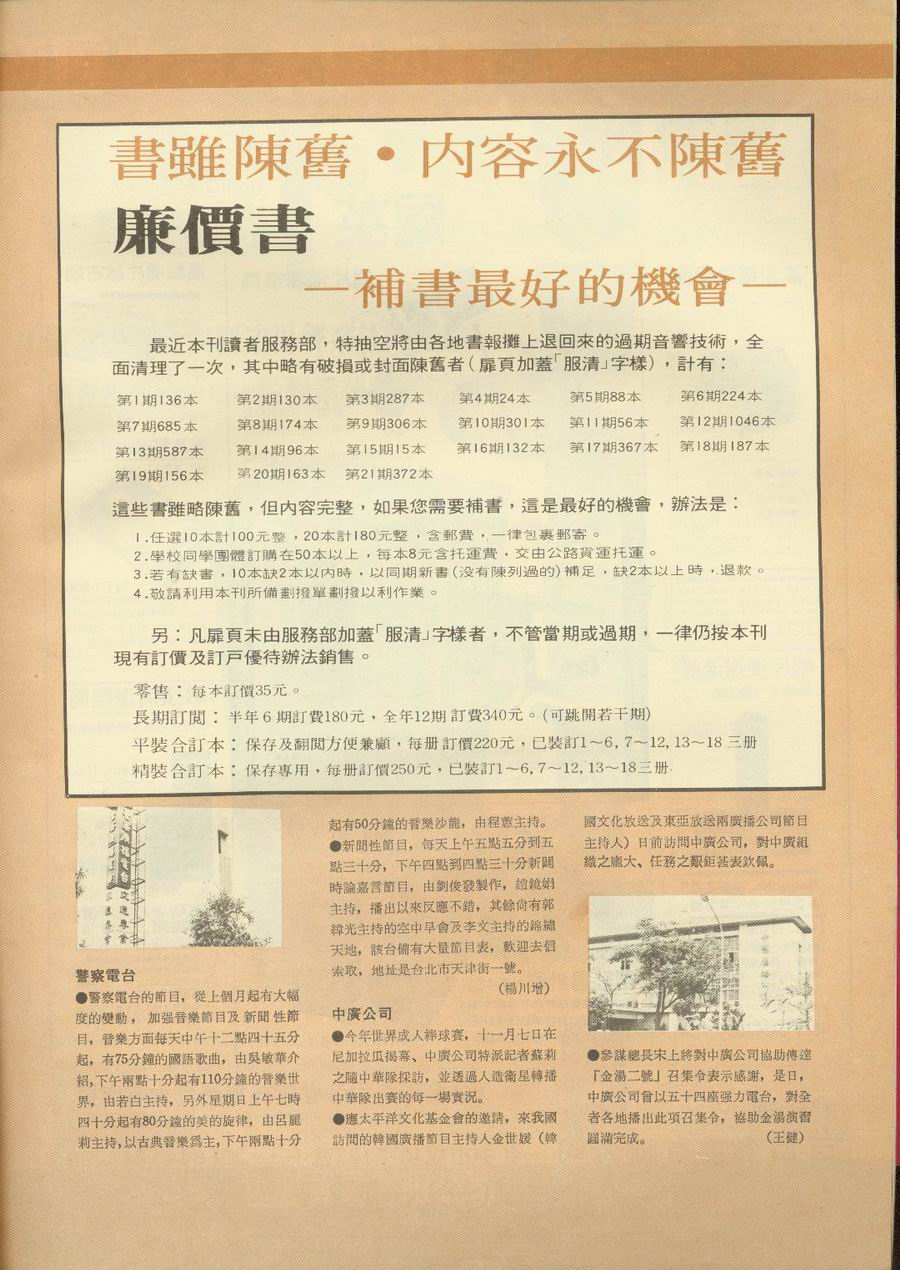 書雖陳舊・内容永不陳舊
廉價書
—補書最好的機會—
最近本刊讀者服務部，特抽空將由各地書報攤上退回來的過期音響技術，全
面清理了一次，其中略有破損或封面陳舊者（扉頁加蓋「服清」字樣），計有：
第1期136本 第2期130本 第3期287本 第4期24本 第5期88本 第6期224本
第7期685本 第8期174本 第9期306本 第10期301本 第11期56本 第12期1046本
第13期587本 第14期96本 第15期15本 第16期132本 第17期367本 第18期187本
第19期156本 第20期163本 第21期372本
這些書雖略陳舊，但內容完整，如果您需要補書，這是最好的機會，辦法是：
1.任選10本計100元整，20本計180元整，含郵費，一律包裹郵寄。
2.學校同學團體訂購在50本以上，每本8元含托運費，交由公路貨運托運。
3.若有缺書，10本缺2本以內時，以同期新書(没有陳列過的)補足，缺2本以上時，退款。
4.敬請利用本刊所備劃撥單劃撥以利作業。
另：凡扉頁未由服務部加蓋「服清」字樣者，不管當期或過期，一律仍按本刊
現有訂價及訂戶優待辦法銷售。
零售：每本訂價35元。
長期訂閱：半年6期訂費180元，全年12期訂費340元。(可跳開若干期)
平裝合訂本：保存及翻閱方便兼顧，每册訂價220元，已裝訂1～6, 7～12, 13～18 三册
精裝合訂本：保存專用，每册訂價250元，已裝訂1～6, 7～12, 13～18三册
警察電台
●警察電台的節目，從上個月起有大幅
度的變動，加强音樂節目及新聞性節
目，音樂方面每天中午十二點四十五分
起，有75分鐘的國語歌曲，由吳敏華介
紹,下午兩點十分起有110分鐘的音樂世
界，由若白主持，另外星期日上午七時
四十分起有80分鐘的美的旋律，由呂麗
莉主持,以古典音樂爲主,下午兩點十分
起有50分鐘的音樂沙龍，由程蕙主持。
●新聞性節目，每天上午五點五分到五
點三十分，下午四點到四點三十分新聞
時論嘉言節目，由劉俊發製作，趙鏡娟
主持，播出以來反應不錯，其餘尙有郭
緯光主持的空中早會及李文主持的錦繡
天地，該台備有大量節目表，歡迎去信
索取，地址是台北市天津街一號。
（楊川增）
中廣公司
●今年世界成人棒球賽，十一月七日在
尼加拉瓜揭幕、中廣公司特派記者蘇莉
之隨中華隊採訪，並透過人造衛星轉播
中華隊出賽的每一場實況。
●應太平洋文化基金會的邀請，來我國
訪問的韓國廣播節目主持人金世媛（韓
國文化放送及東亞放送兩廣播公司節目
主持人）日前訪問中廣公司，對中廣組
織之龐大、任務之艱鉅甚表欽佩。
●參謀總長宋上將對中廣公司協助傳達
「金湯二號」召集令表示感謝，是日，
中廣公司曾以五十四座强力電台，對全
者各地播出此項召集令，協助金湯演習
圓滿完成。（王健）